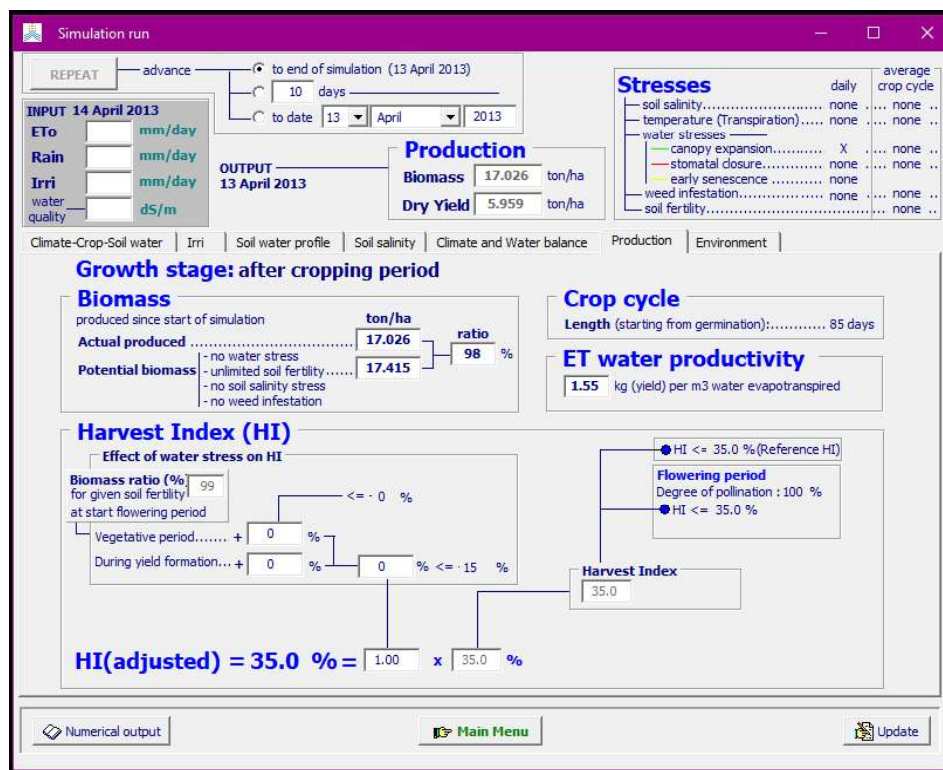 Simulation run
REPEAT advance to end of simulation (13 April 2013)
10 days
to date 13 April 2013
INPUT 14 April 2013
ETo mm/day
Rain mm/day
Irri mm/day
water quality dS/m
OUTPUT
13 April 2013
Production
Biomass 17.026 ton/ha
Dry Yield 5.959 ton/ha
Stresses daily average crop cycle
soil salinity..................... none .... none ..
temperature (Transpiration)..... none .... none ..
water stresses
canopy expansion........... X .... none ..
stomatal closure............ none .... none ..
early senescence ........... none
weed infestation................. none .... none ..
soil fertility........................................ none ..
Climate-Crop-Soil water Irri Soil water profile Soil salinity Climate and Water balance Production Environment
Growth stage: after cropping period
Biomass
produced since start of simulation ton/ha
Actual produced .................................. 17.026 ratio
98 %
Potential biomass - no water stress
- unlimited soil fertility...... 17.415
- no soil salinity stress
- no weed infestation
Crop cycle
Length (starting from germination):............ 85 days
ET water productivity
1.55 kg (yield) per m3 water evapotranspired
Harvest Index (HI)
Effect of water stress on HI
Biomass ratio (%) 99
for given soil fertility
at start flowering period
<= - 0 %
Vegetative period....... + 0 %
During yield formation... + 0 % 0 % <= - 15 %
HI <= 35.0 %(Reference HI)
Flowering period
Degree of pollination : 100 %
HI <= 35.0 %
Harvest Index
35.0
HI(adjusted) = 35.0 % = 1.00 x 35.0 %
Numerical output Main Menu Update